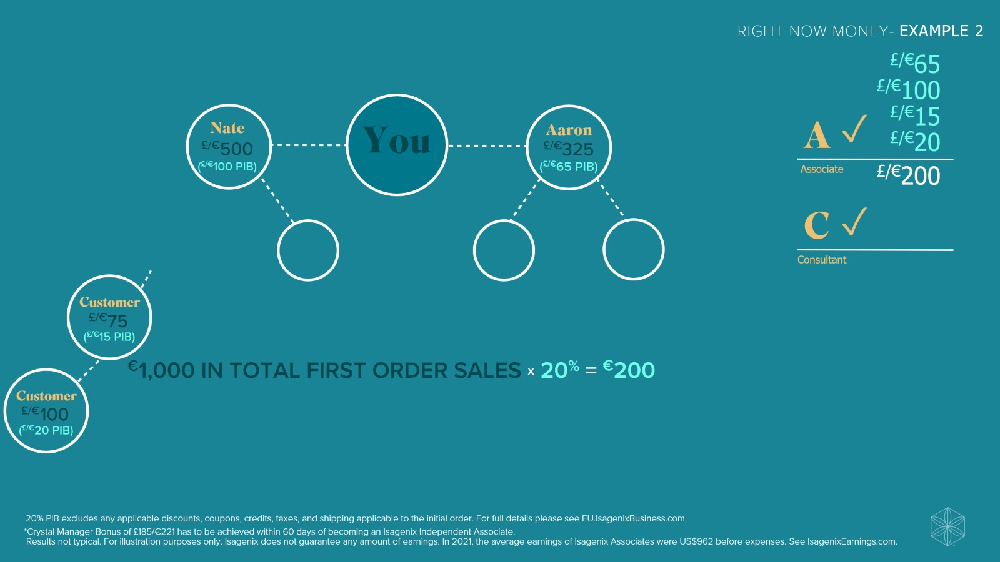 RIGHT NOW MONEY- EXAMPLE 2
£/€65
£/€100
£/€15
£/€20
A ✓
Associate
£/€200
C ✓
Consultant
Nate
£/€500
(£/€100 PIB)
You
Aaron
£/€325
(£/€65 PIB)
Customer
£/€75
(£/€15 PIB)
€1,000 IN TOTAL FIRST ORDER SALES x 20% = €200
Customer
£/€100
(£/€20 PIB)
20% PIB excludes any applicable discounts, coupons, credits, taxes, and shipping applicable to the initial order. For full details please see EU.IsagenixBusiness.com.
*Crystal Manager Bonus of £185/€221 has to be achieved within 60 days of becoming an Isagenix Independent Associate.
Results not typical. For illustration purposes only. Isagenix does not guarantee any amount of earnings. In 2021, the average earnings of Isagenix Associates were US$962 before expenses. See IsagenixEarnings.com.